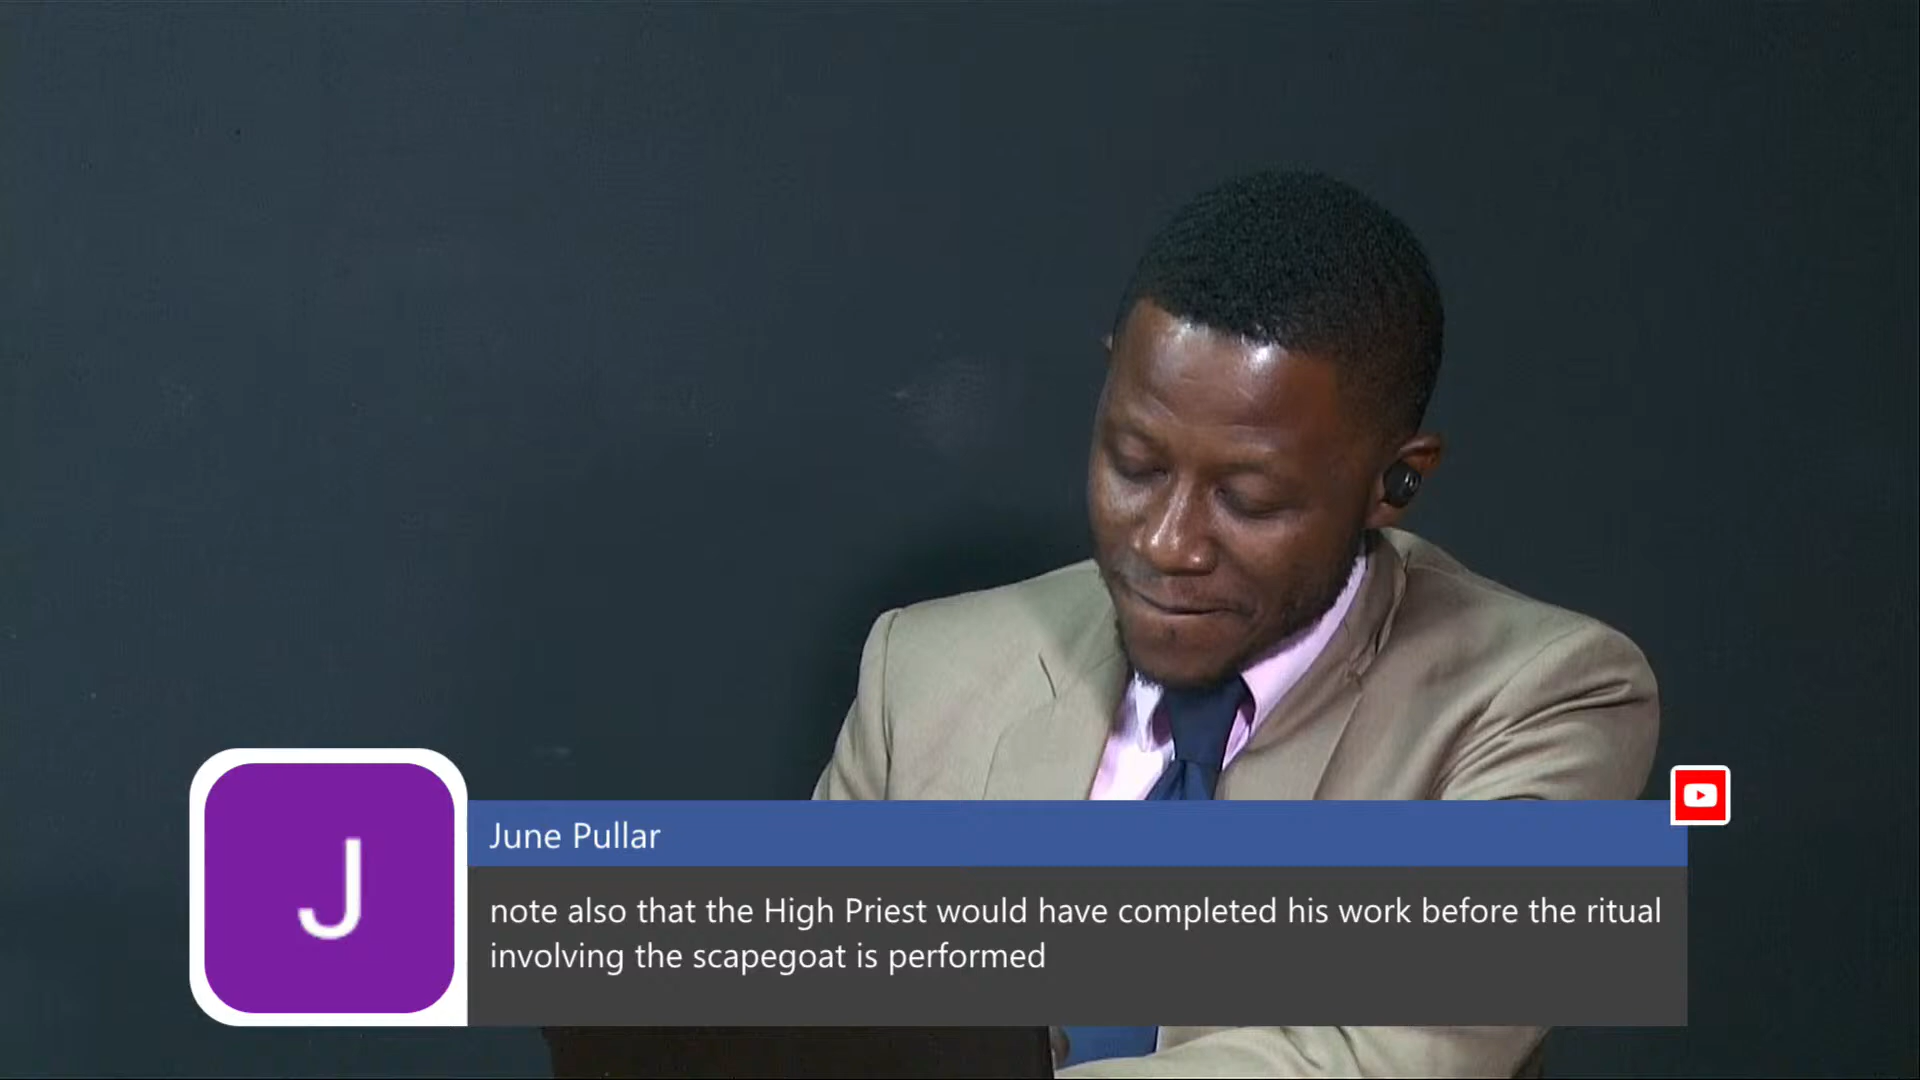 J
June Pullar
note also that the High Priest would have completed his work before the ritual
involving the scapegoat is performed